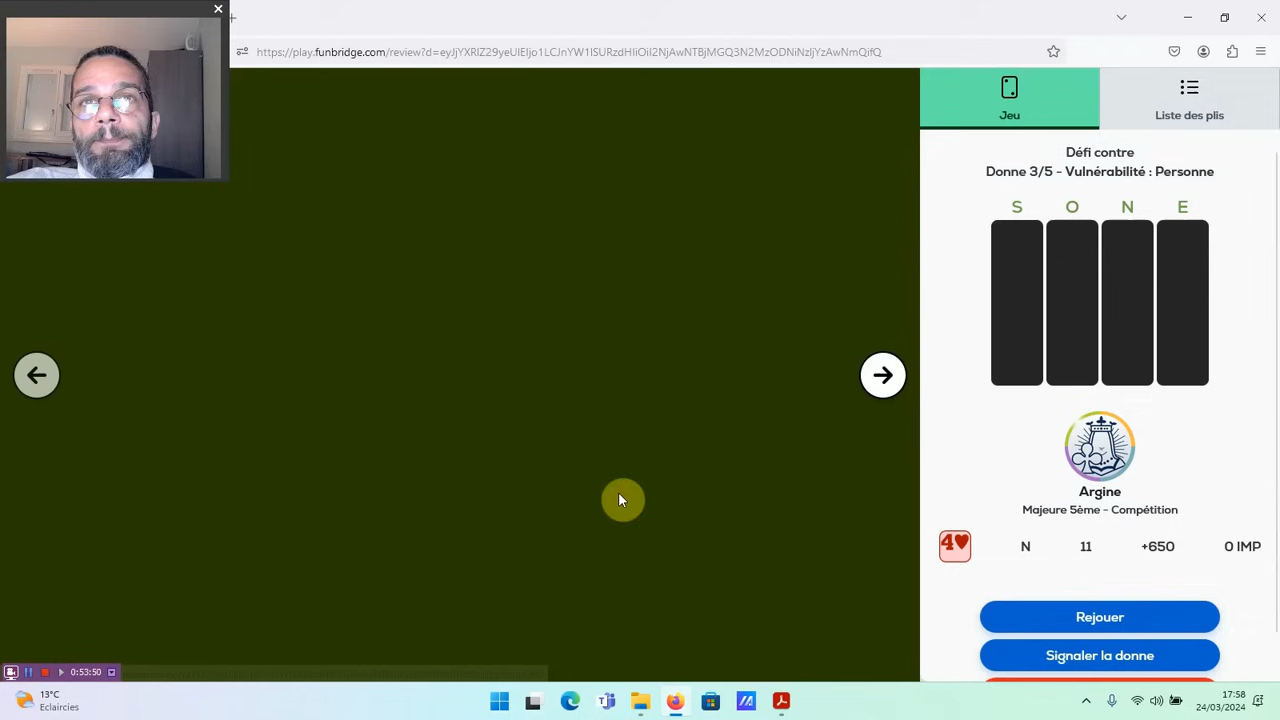 https://play.funbridge.com/review?d=eyJjYXRlZ29yeUlEIjo1LCJnYW1lSURzdHIiOiI2NjAwNTBjMGQ3N2MzODNiNzIyYzAwNmQifQ
Jeu
Liste des plis
Défi contre
Donne 3/5 - Vulnérabilité : Personne
S O N E
Argine
Majeure 5ème - Compétition
4♥ N 11 +650 0 IMP
Rejouer
Signaler la donne
0:53:50
13°C
Eclaircies
17:58
24/03/2024